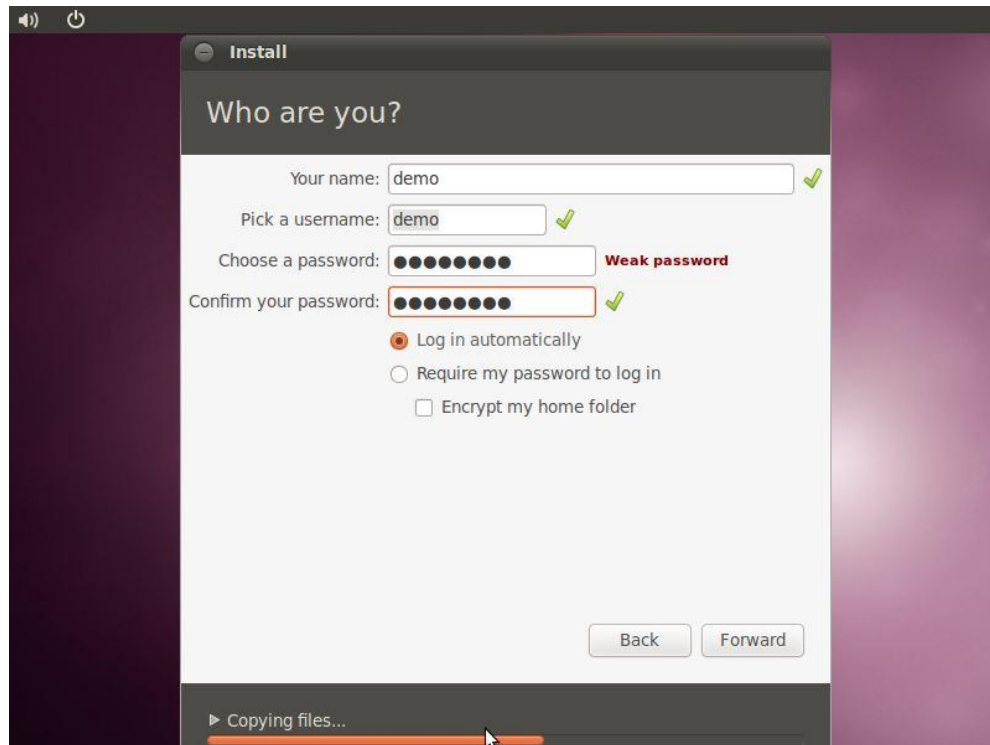 Install
Who are you?
Your name: demo
Pick a username: demo
Choose a password: ●●●●●●●● Weak password
Confirm your password: ●●●●●●●●
Log in automatically
Require my password to log in
Encrypt my home folder
Back Forward
Copying files...